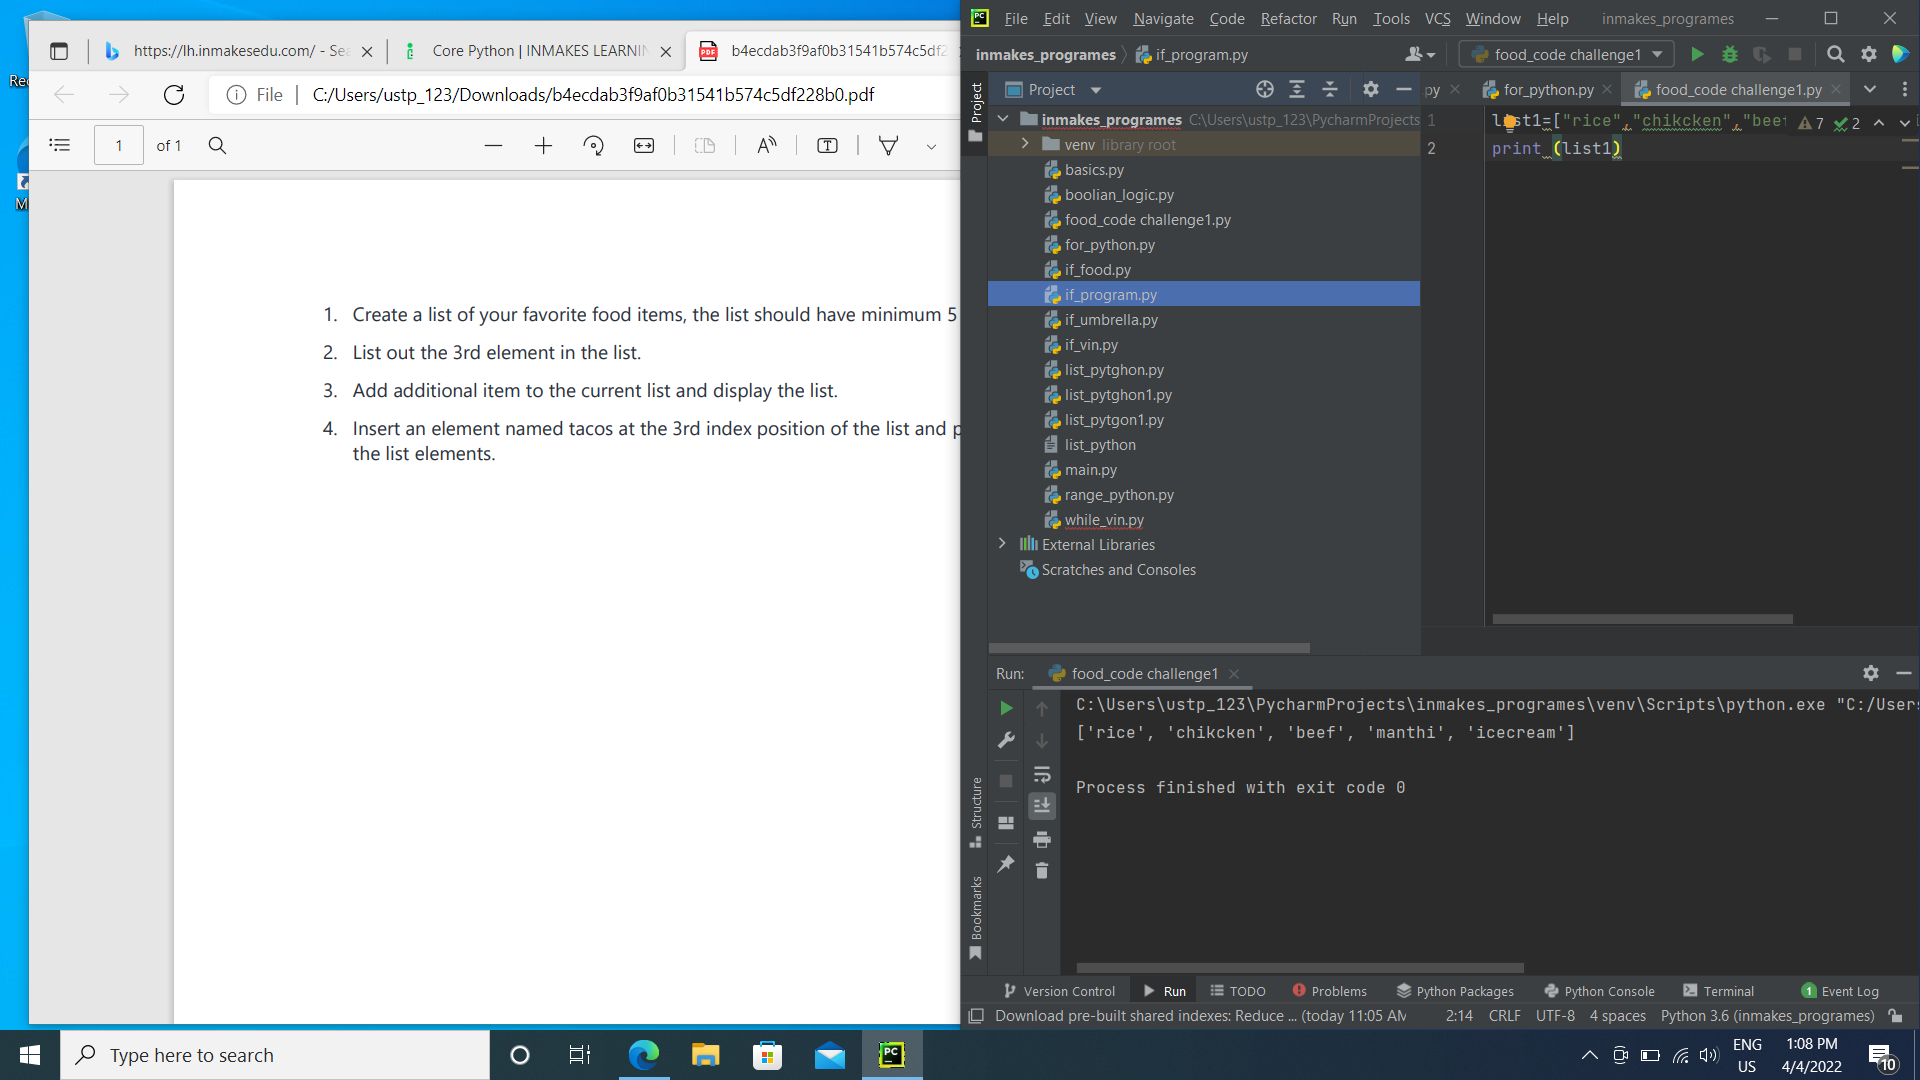 Rec
M
https://lh.inmakesedu.com/ - Sea
Core Python | INMAKES LEARNIN
b4ecdab3f9af0b31541b574c5df2
File
C:/Users/ustp_123/Downloads/b4ecdab3f9af0b31541b574c5df228b0.pdf
1
of 1
1. Create a list of your favorite food items, the list should have minimum 5
2. List out the 3rd element in the list.
3. Add additional item to the current list and display the list.
4. Insert an element named tacos at the 3rd index position of the list and p
the list elements.
PC
File Edit View Navigate Code Refactor Run Tools VCS Window Help inmakes_programes
inmakes_programes
if_program.py
food_code challenge1
Project
Project
py
for_python.py
food_code challenge1.py
inmakes_programes C:\Users\ustp_123\PycharmProjects
venv library root
basics.py
boolian_logic.py
food_code challenge1.py
for_python.py
if_food.py
if_program.py
if_umbrella.py
if_vin.py
list_pytghon.py
list_pytghon1.py
list_pytgon1.py
list_python
main.py
range_python.py
while_vin.py
External Libraries
Scratches and Consoles
1 list1=["rice","chikcken","beef
7 2
2 print (list1)
Run: food_code challenge1
C:\Users\ustp_123\PycharmProjects\inmakes_programes\venv\Scripts\python.exe "C:/Users
['rice', 'chikcken', 'beef', 'manthi', 'icecream']
Process finished with exit code 0
Structure
Bookmarks
Version Control Run TODO Problems Python Packages Python Console Terminal 1 Event Log
Download pre-built shared indexes: Reduce ... (today 11:05 AM 2:14 CRLF UTF-8 4 spaces Python 3.6 (inmakes_programes)
Type here to search
PC
ENG
US
1:08 PM
4/4/2022
10